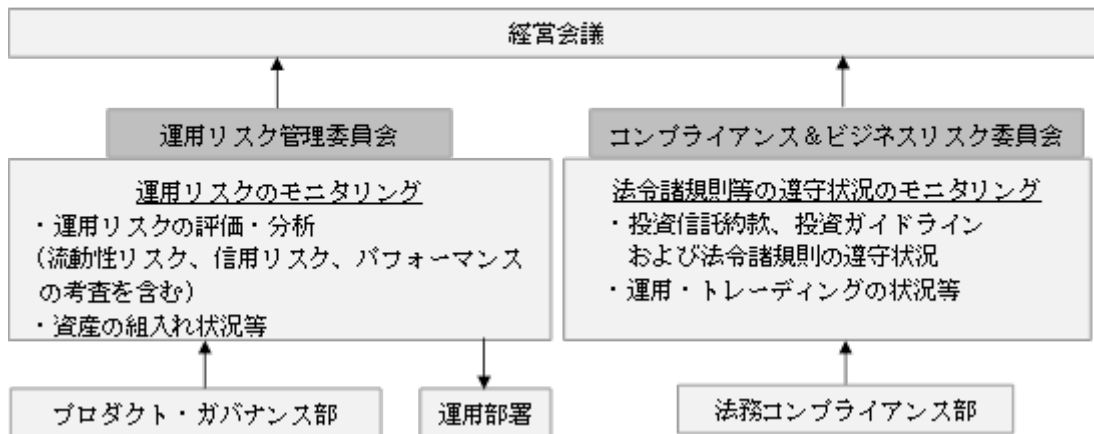 経営会議
運用リスク管理委員会
運用リスクのモニタリング
・運用リスクの評価・分析
(流動性リスク、信用リスク、パフォーマンス
の考査を含む)
・資産の組入れ状況等
コンプライアンス&ビジネスリスク委員会
法令諸規則等の遵守状況のモニタリング
・投資信託約款、投資ガイドライン
および法令諸規則の遵守状況
・運用・トレーディングの状況等
プロダクト・ガバナンス部
運用部署
法務コンプライアンス部